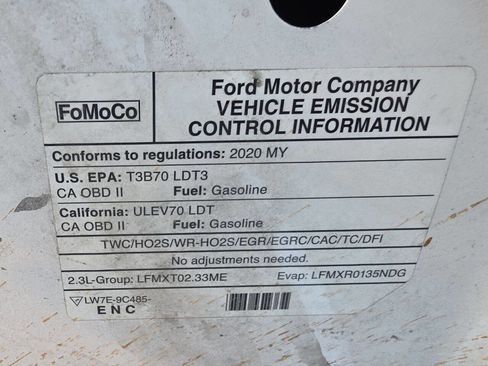 FoMoCo
Ford Motor Company
VEHICLE EMISSION
CONTROL INFORMATION
Conforms to regulations: 2020 MY
U.S. EPA: T3B70 LDT3
CA OBD II Fuel: Gasoline
California: ULEV70 LDT
CA OBD II Fuel: Gasoline
TWC/HO2S/WR-HO2S/EGR/EGRC/CAC/TC/DFI
No adjustments needed.
2.3L-Group: LFMXT02.33ME Evap: LFMXR0135NDG
LW7E-9C485-
ENC